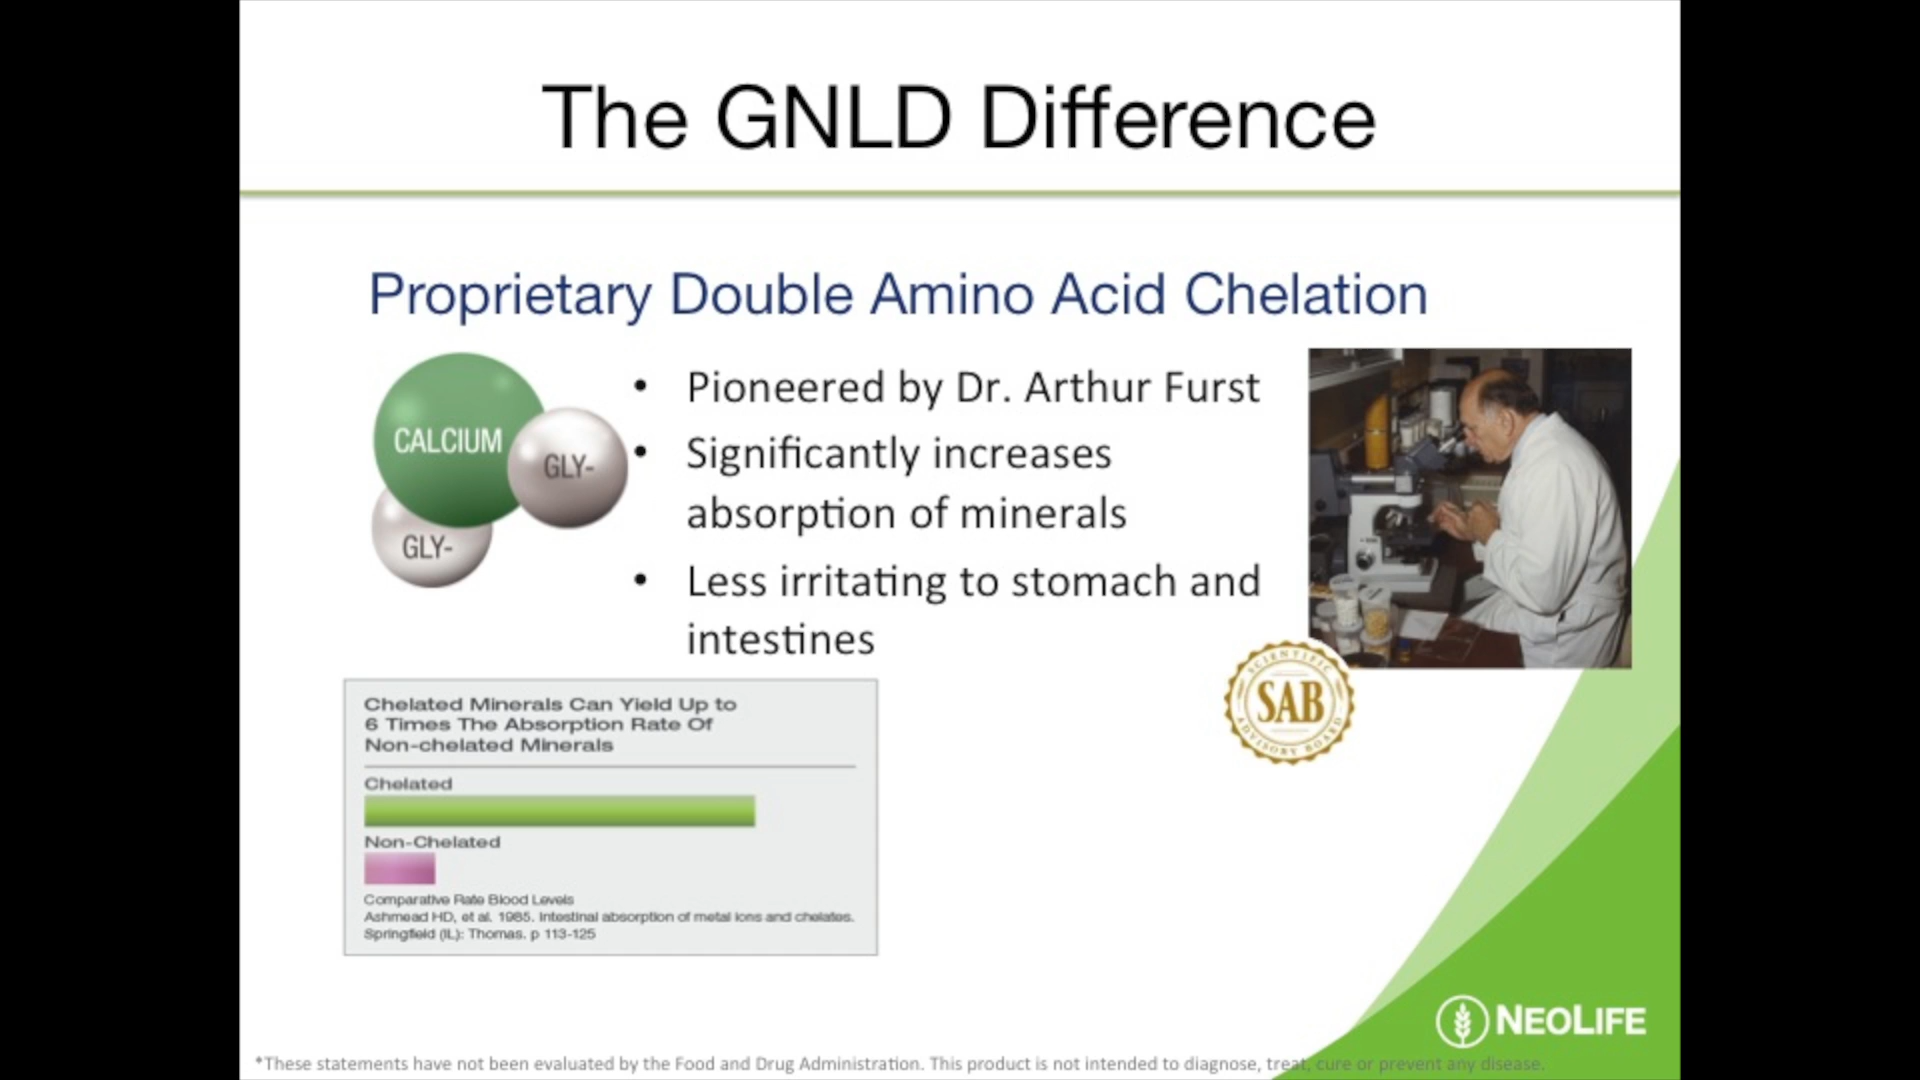 The GNLD Difference
Proprietary Double Amino Acid Chelation
CALCIUM
GLY-
GLY-
• Pioneered by Dr. Arthur Furst
• Significantly increases
absorption of minerals
• Less irritating to stomach and
intestines
SCIENTIFIC
SAB
ADVISORY BOARD
Chelated Minerals Can Yield Up to
6 Times The Absorption Rate Of
Non-chelated Minerals
Chelated
Non-Chelated
Comparative Rate Blood Levels
Ashmead HD, et al. 1985. Intestinal absorption of metal ions and chelates.
Springfield (IL): Thomas. p 113-125
NEOLIFE
*These statements have not been evaluated by the Food and Drug Administration. This product is not intended to diagnose, treat, cure or prevent any disease.